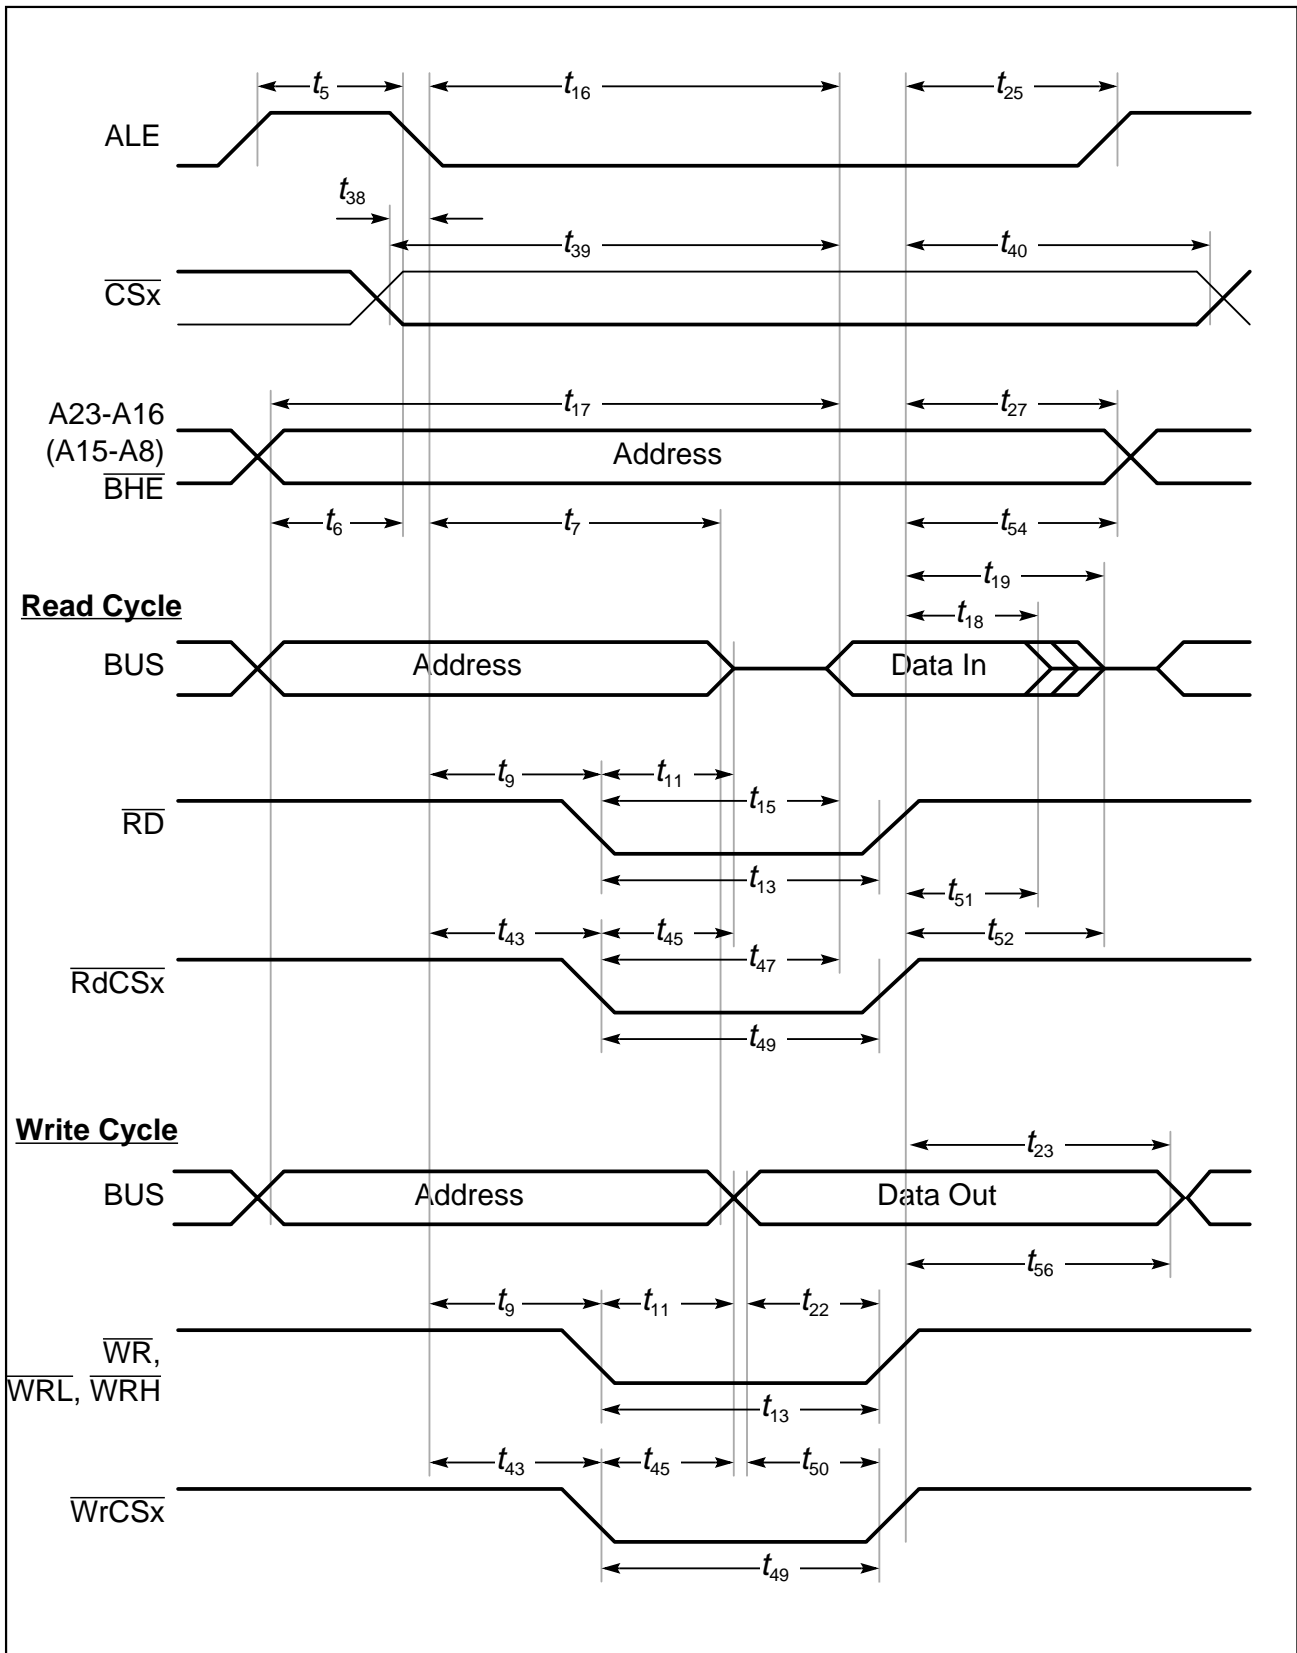 t5 t16 t25
ALE
t38
t39 t40
CSx
A23-A16
t17 t27
(A15-A8) Address
BHE
t6 t7 t54
t19
Read Cycle
t18
BUS Address Data In
t9 t11
t15
RD
t13
t51
t43 t45 t52
t47
RdCSx
t49
Write Cycle
t23
BUS Address Data Out
t56
t9 t11 t22
WR,
WRL, WRH
t13
t43 t45 t50
WrCSx
t49